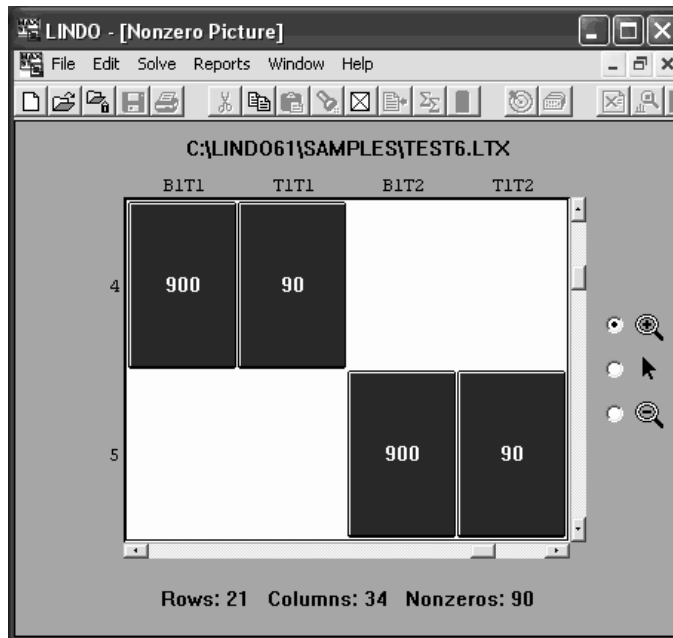 LINDO - [Nonzero Picture]
File Edit Solve Reports Window Help
C:\LINDO61\SAMPLES\TEST6.LTX
B1T1 T1T1 B1T2 T1T2
4 900 90
5 900 90
Rows: 21 Columns: 34 Nonzeros: 90